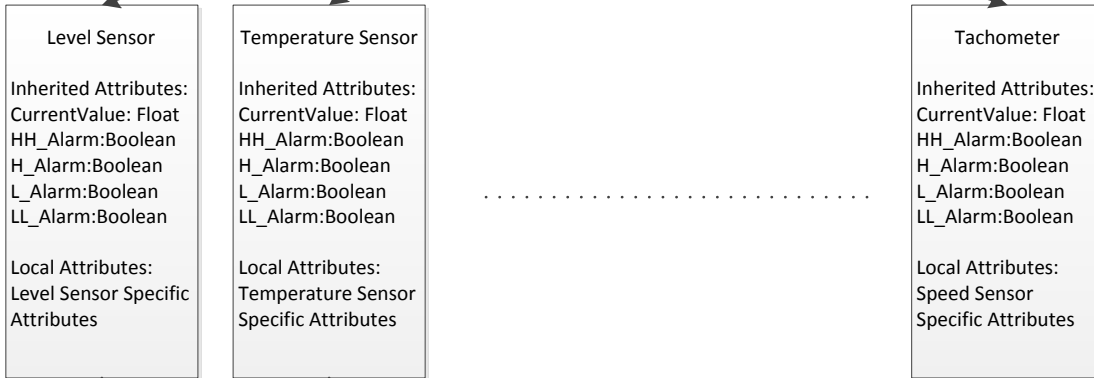 Level Sensor
Inherited Attributes:
CurrentValue: Float
HH_Alarm:Boolean
H_Alarm:Boolean
L_Alarm:Boolean
LL_Alarm:Boolean
Local Attributes:
Level Sensor Specific
Attributes
Temperature Sensor
Inherited Attributes:
CurrentValue: Float
HH_Alarm:Boolean
H_Alarm:Boolean
L_Alarm:Boolean
LL_Alarm:Boolean
Local Attributes:
Temperature Sensor
Specific Attributes
Tachometer
Inherited Attributes:
CurrentValue: Float
HH_Alarm:Boolean
H_Alarm:Boolean
L_Alarm:Boolean
LL_Alarm:Boolean
Local Attributes:
Speed Sensor
Specific Attributes